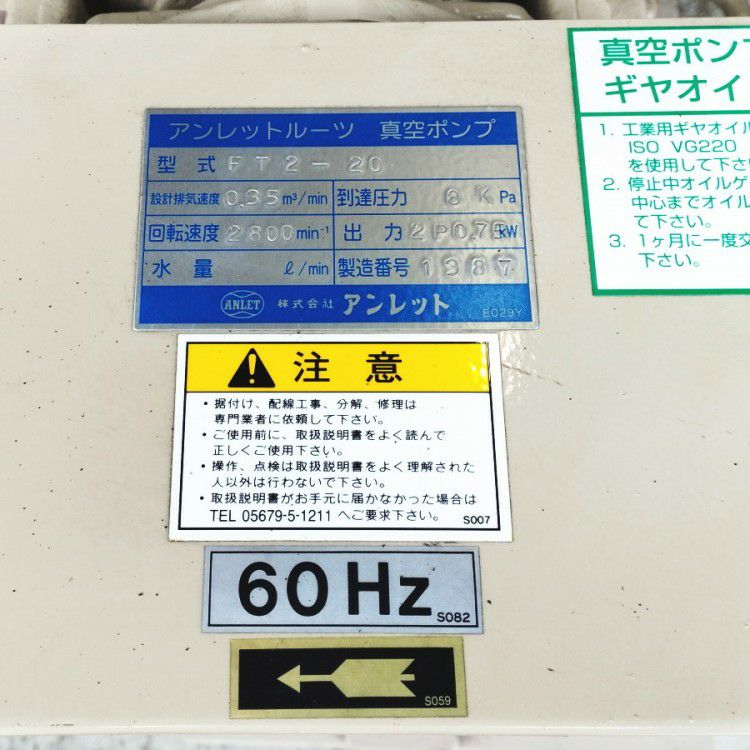 アンレットルーツ 真空ポンプ
型式 FT2-20
設計排気速度 0.35 m³/min 到達圧力 8K Pa
回転速度 2800 min⁻¹ 出力 2P0.75 kW
水量 ℓ/min 製造番号 1387
ANLET 株式会社 アンレット
E029Y
注意
・据付け、配線工事、分解、修理は
専門業者に依頼して下さい。
・ご使用前に、取扱説明書をよく読んで
正しくご使用下さい。
・操作、点検は取扱説明書をよく理解された
人以外は行わないで下さい。
・取扱説明書がお手元に届かなかった場合は
TEL 05679-5-1211 へご要求下さい。
S007
60Hz
S082
S059
真空ポンプ
ギヤオイ
1. 工業用ギヤオイル
ISO VG220
を使用して下さ
2. 停止中オイルゲ
中心までオイル
て下さい。
3. 1ヶ月に一度交
下さい。